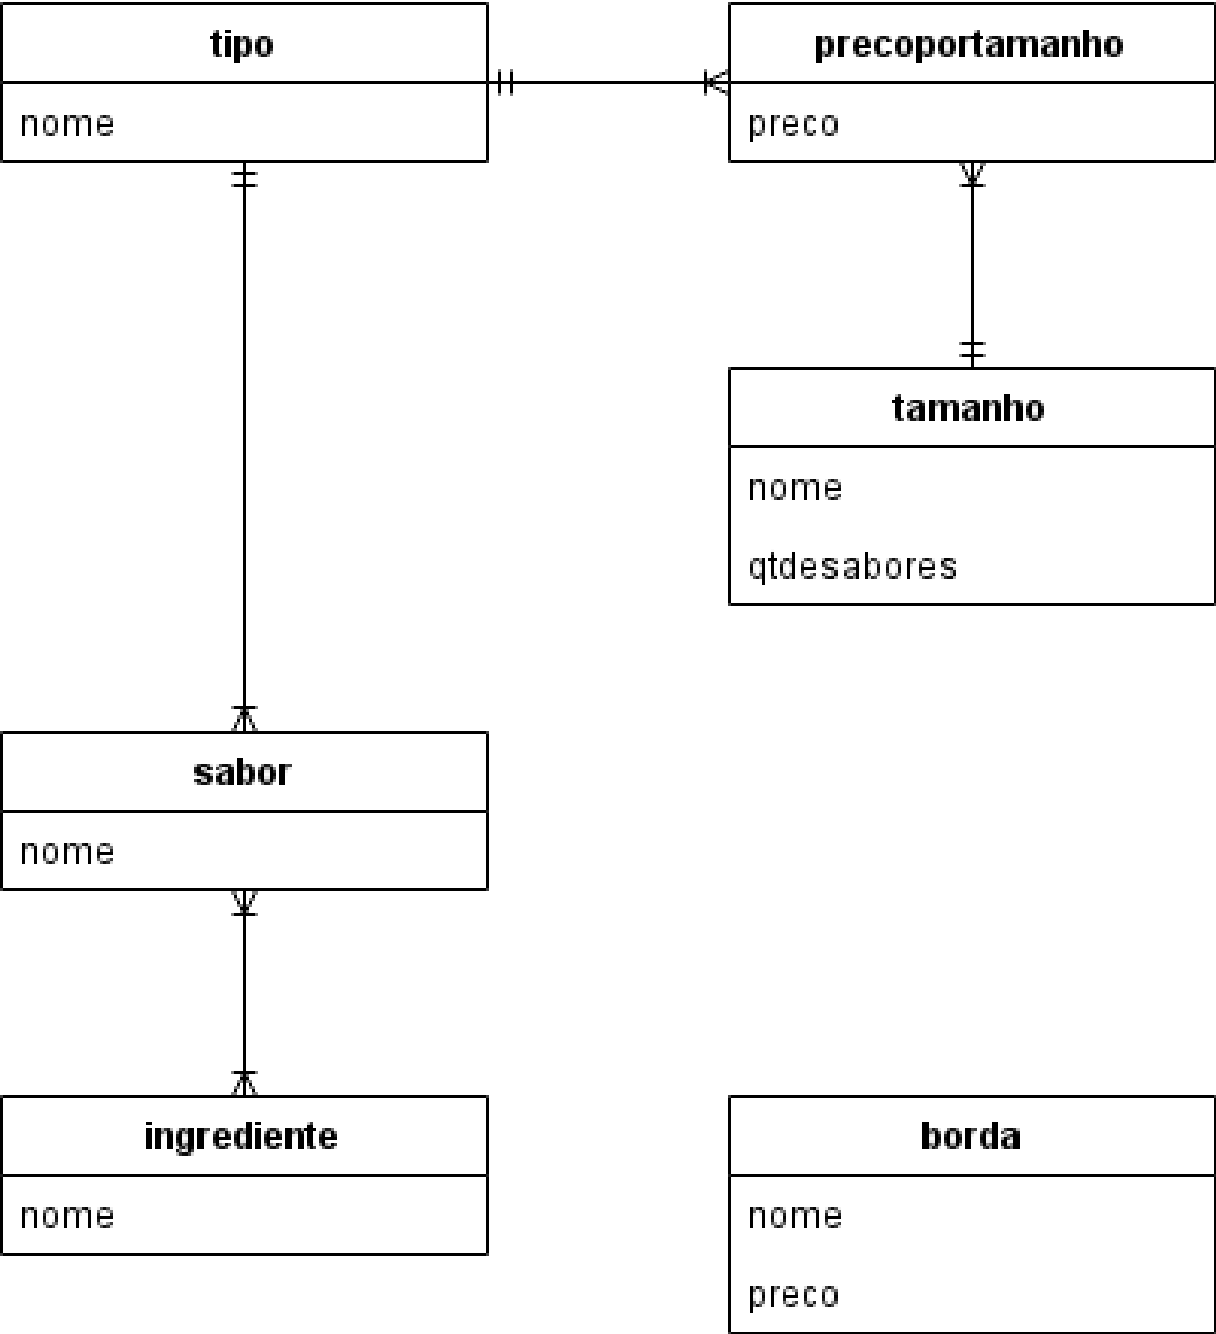 tipo
nome
precoportamanho
preco
tamanho
nome
qtdesabores
sabor
nome
ingrediente
nome
borda
nome
preco